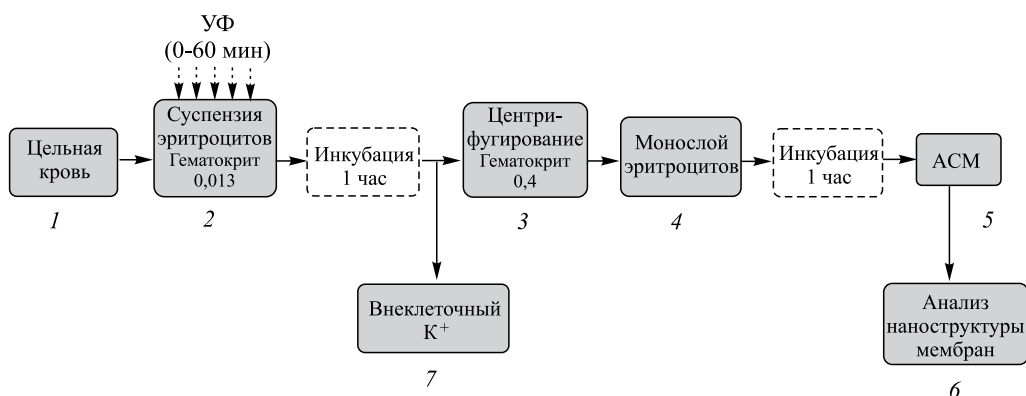 УФ
(0-60 мин)
Цельная
кровь
1
Суспензия
эритроцитов
Гематокрит
0,013
2
Инкубация
1 час
Центри-
фугирование
Гематокрит
0,4
3
Монослой
эритроцитов
4
Инкубация
1 час
АСМ
5
Внеклеточный
К⁺
7
Анализ
наноструктуры
мембран
6